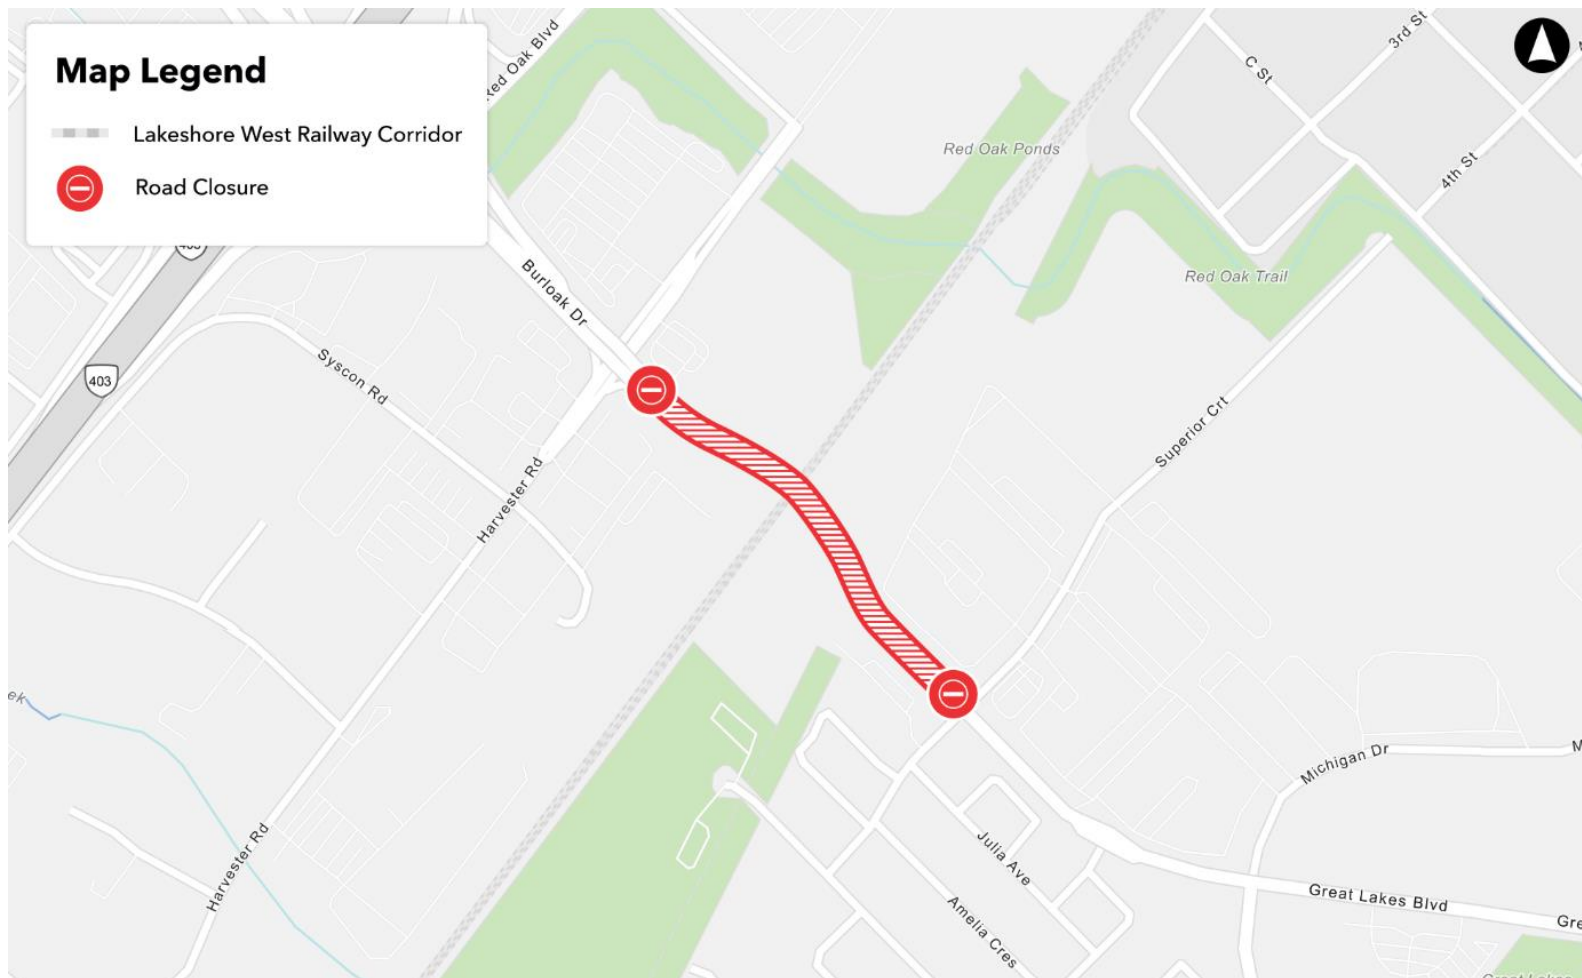 Map Legend
Lakeshore West Railway Corridor
Road Closure
Red Oak Blvd
3rd St
C St
4th St
Red Oak Ponds
Red Oak Trail
Burloak Dr
403
Syscon Rd
Harvester Rd
Superior Crt
Michigan Dr
Julia Ave
Amelia Cres
Harvester Rd
Great Lakes Blvd